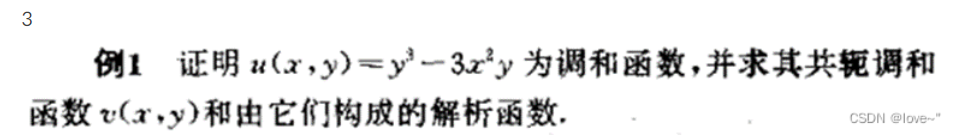 3
例1 证明 u(x,y)=y³-3x²y 为调和函数,并求其共轭调和
函数 v(x,y)和由它们构成的解析函数.
CSDN @love~"